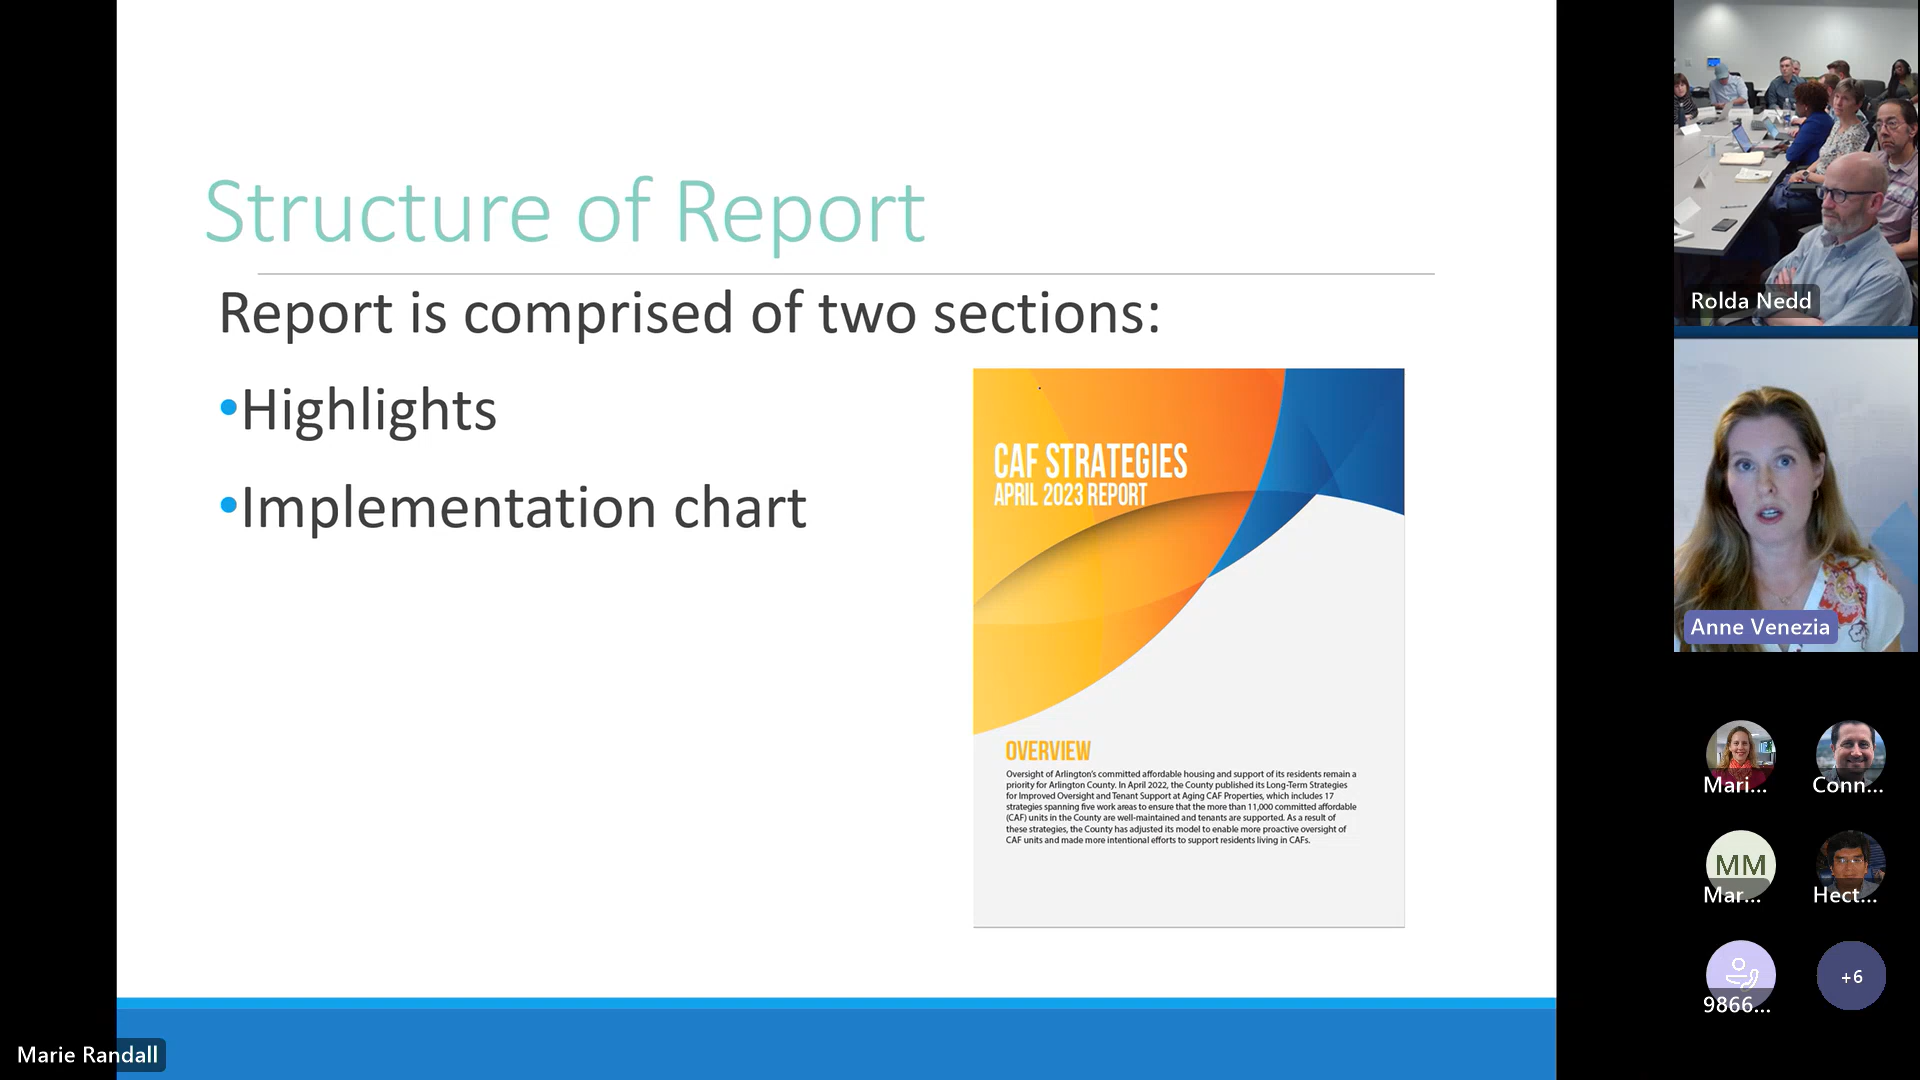 Structure of Report
Report is comprised of two sections:
•Highlights
•Implementation chart
CAF STRATEGIES
APRIL 2023 REPORT
OVERVIEW
Oversight of Arlington's committed affordable housing and support of its residents remain a
priority for Arlington County. In April 2022, the County published its Long-Term Strategies
for Improved Oversight and Tenant Support at Aging CAF Properties, which includes 17
strategies spanning five work areas to ensure that the more than 11,000 committed affordable
(CAF) units in the County are well-maintained and tenants are supported. As a result of
these strategies, the County has adjusted its model to enable more proactive oversight of
CAF units and made more intentional efforts to support residents living in CAFs.
Marie Randall
Rolda Nedd
Anne Venezia
Mari...
Conn...
MM
Mar...
Hect...
9866...
+6